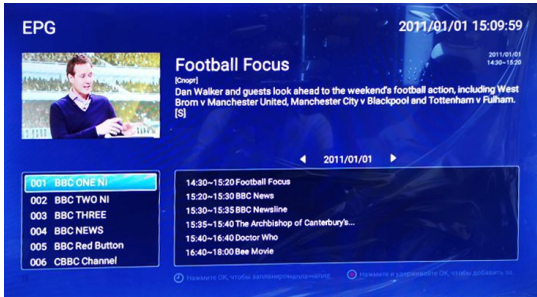 EPG
2011/01/01 15:09:59
Football Focus
2011/01/01
14:30~15:20
[Спорт]
Dan Walker and guests look ahead to the weekend's football action, including West
Brom v Manchester United, Manchester City v Blackpool and Tottenham v Fulham.
[S]
2011/01/01
001 BBC ONE NI
002 BBC TWO NI
003 BBC THREE
004 BBC NEWS
005 BBC Red Button
006 CBBC Channel
14:30~15:20 Football Focus
15:20~15:30 BBC News
15:30~15:35 BBC Newsline
15:35~15:40 The Archbishop of Canterbury's...
15:40~16:40 Doctor Who
16:40~18:00 Bee Movie
Нажмите OK, чтобы
Нажмите и удерживайте OK, чтобы добавить